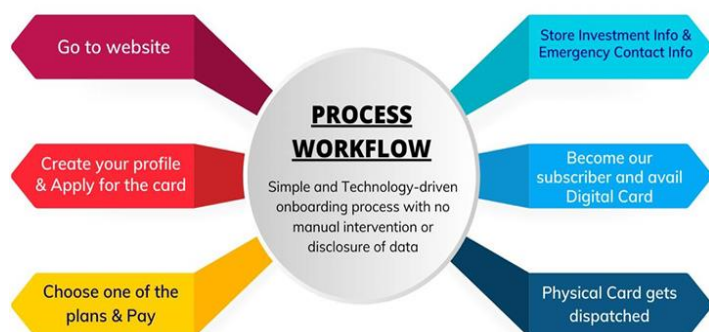 Go to website
Create your profile
& Apply for the card
Choose one of the
plans & Pay
PROCESS
WORKFLOW
Simple and Technology-driven
onboarding process with no
manual intervention or
disclosure of data
Store Investment Info &
Emergency Contact Info
Become our
subscriber and avail
Digital Card
Physical Card gets
dispatched